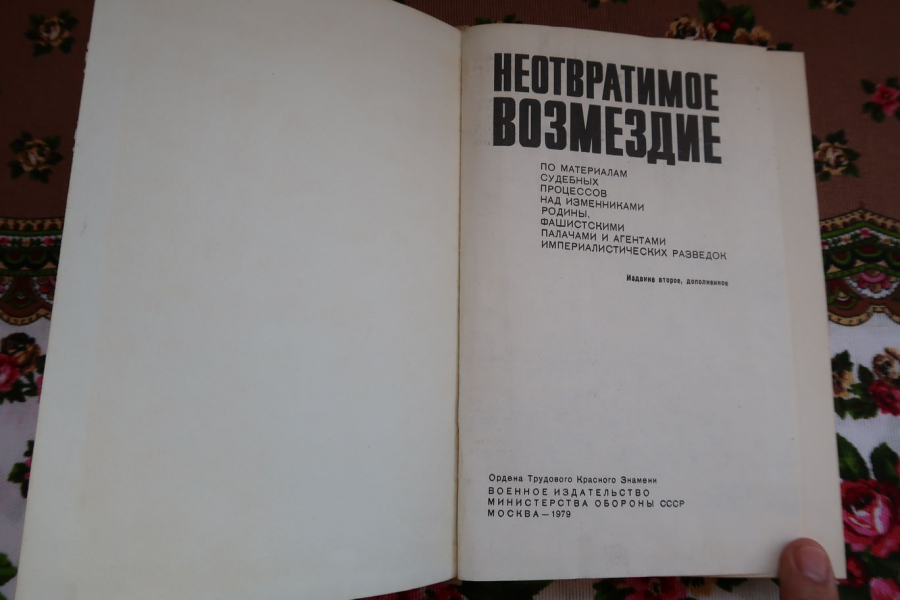 НЕОТВРАТИМОЕ
ВОЗМЕЗДИЕ
ПО МАТЕРИАЛАМ
СУДЕБНЫХ
ПРОЦЕССОВ
НАД ИЗМЕННИКАМИ
РОДИНЫ,
ФАШИСТСКИМИ
ПАЛАЧАМИ И АГЕНТАМИ
ИМПЕРИАЛИСТИЧЕСКИХ РАЗВЕДОК
Издание второе, дополненное
Ордена Трудового Красного Знамени
ВОЕННОЕ ИЗДАТЕЛЬСТВО
МИНИСТЕРСТВА ОБОРОНЫ СССР
МОСКВА — 1979